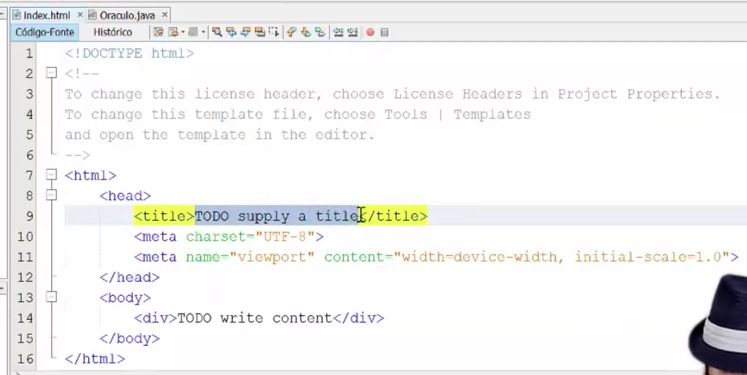 index.html × Oraculo.java ×
Código-Fonte Histórico
1 <!DOCTYPE html>
2 <!--
3 To change this license header, choose License Headers in Project Properties.
4 To change this template file, choose Tools | Templates
5 and open the template in the editor.
6 -->
7 <html>
8 <head>
9 <title>TODO supply a title</title>
10 <meta charset="UTF-8">
11 <meta name="viewport" content="width=device-width, initial-scale=1.0">
12 </head>
13 <body>
14 <div>TODO write content</div>
15 </body>
16 </html>